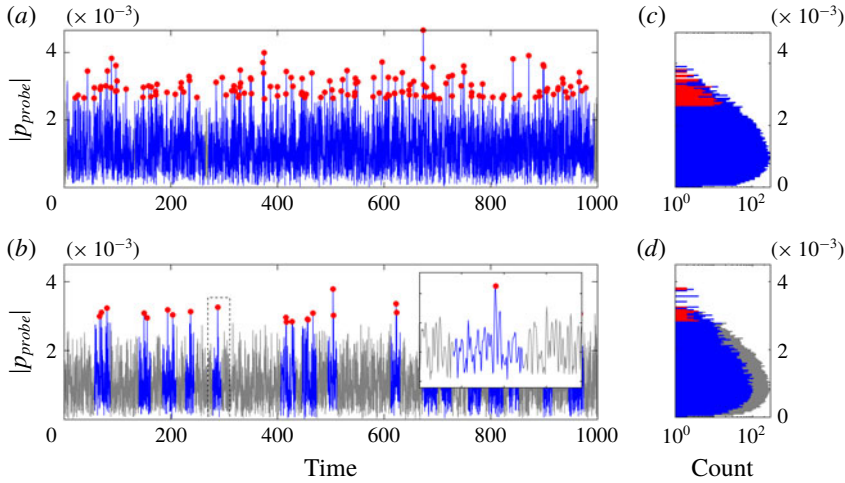 (a) (× 10⁻³)
4
2
0
|p_probe|
0 200 400 600 800 1000
(c) (× 10⁻³)
4
2
0
10⁰ 10²
(b) (× 10⁻³)
4
2
0
|p_probe|
0 200 400 600 800 1000
Time
(d) (× 10⁻³)
4
2
0
10⁰ 10²
Count